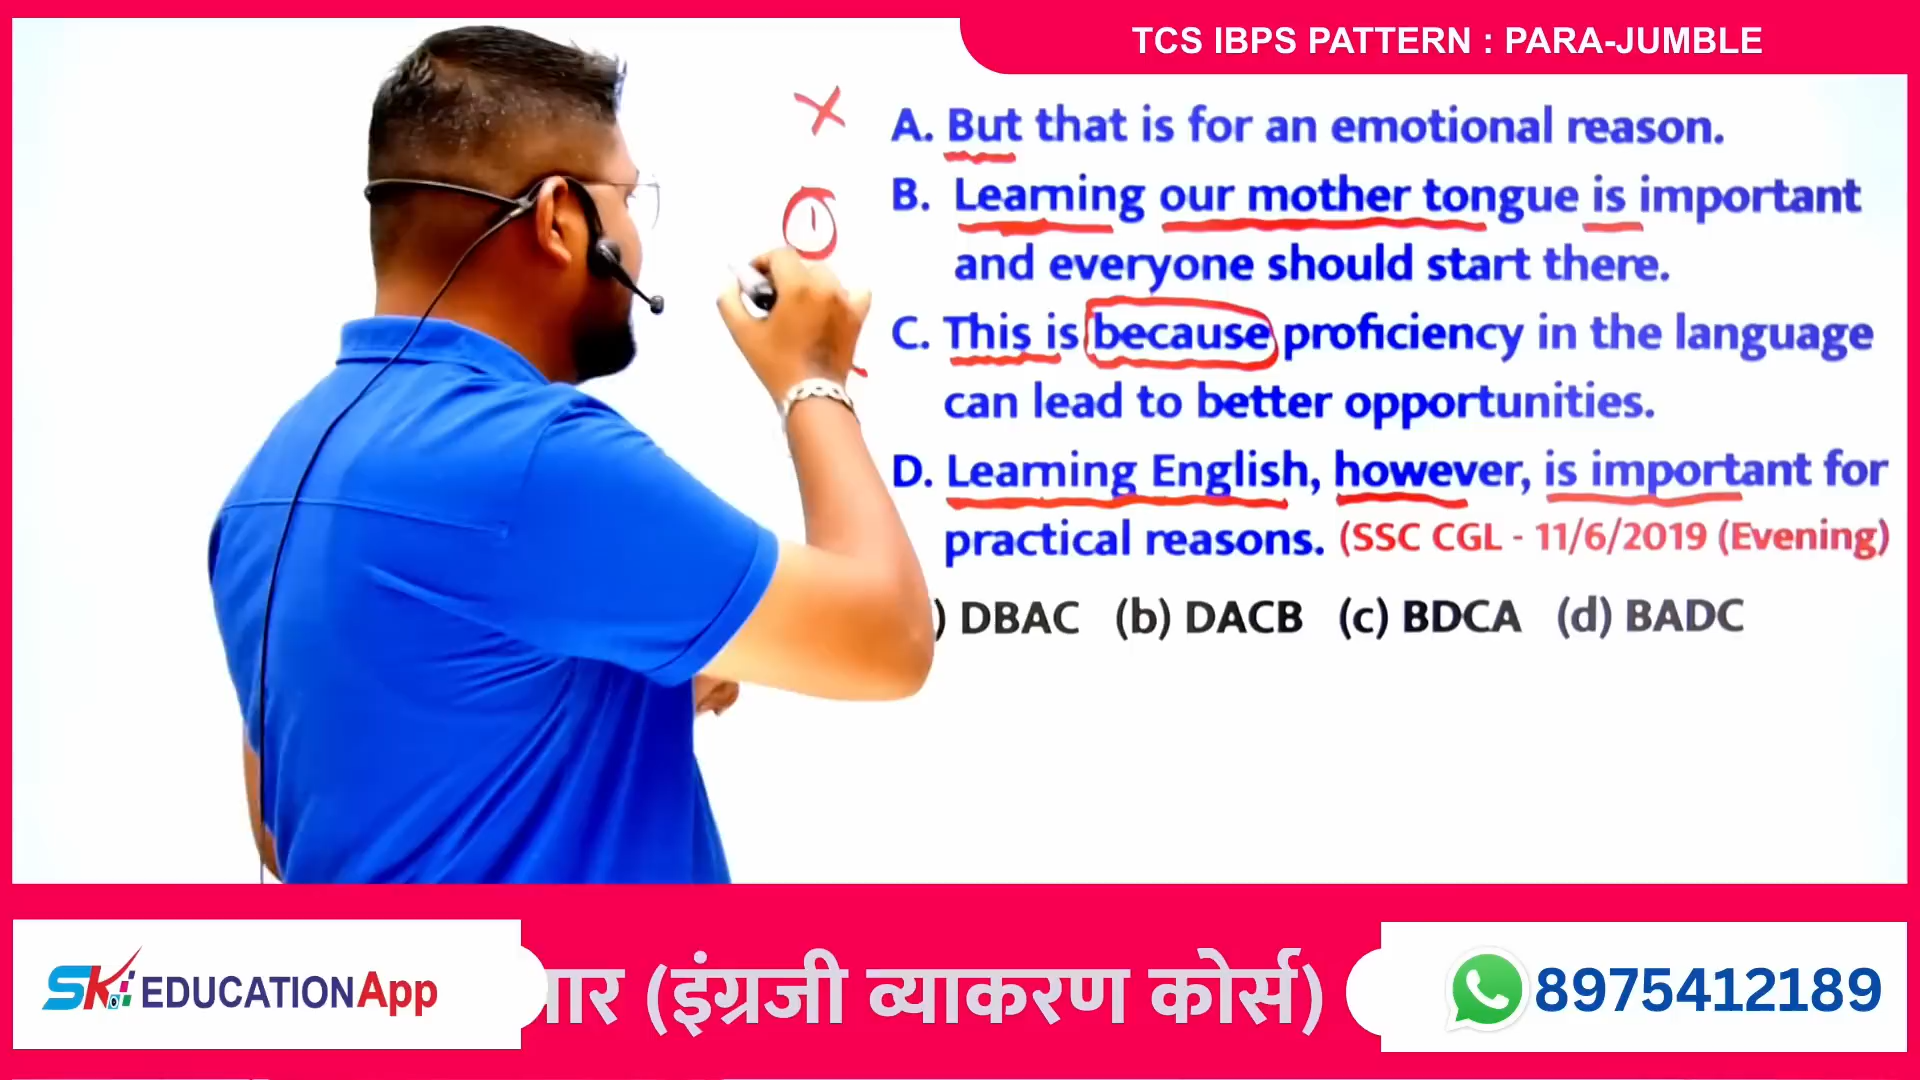 TCS IBPS PATTERN : PARA-JUMBLE
A. But that is for an emotional reason.
B. Learning our mother tongue is important
and everyone should start there.
1
C. This is because proficiency in the language
can lead to better opportunities.
D. Learning English, however, is important for
practical reasons. (SSC CGL - 11/6/2019 (Evening)
) DBAC (b) DACB (c) BDCA (d) BADC
SK EDUCATION App
(इंग्रजी व्याकरण कोर्स)
8975412189